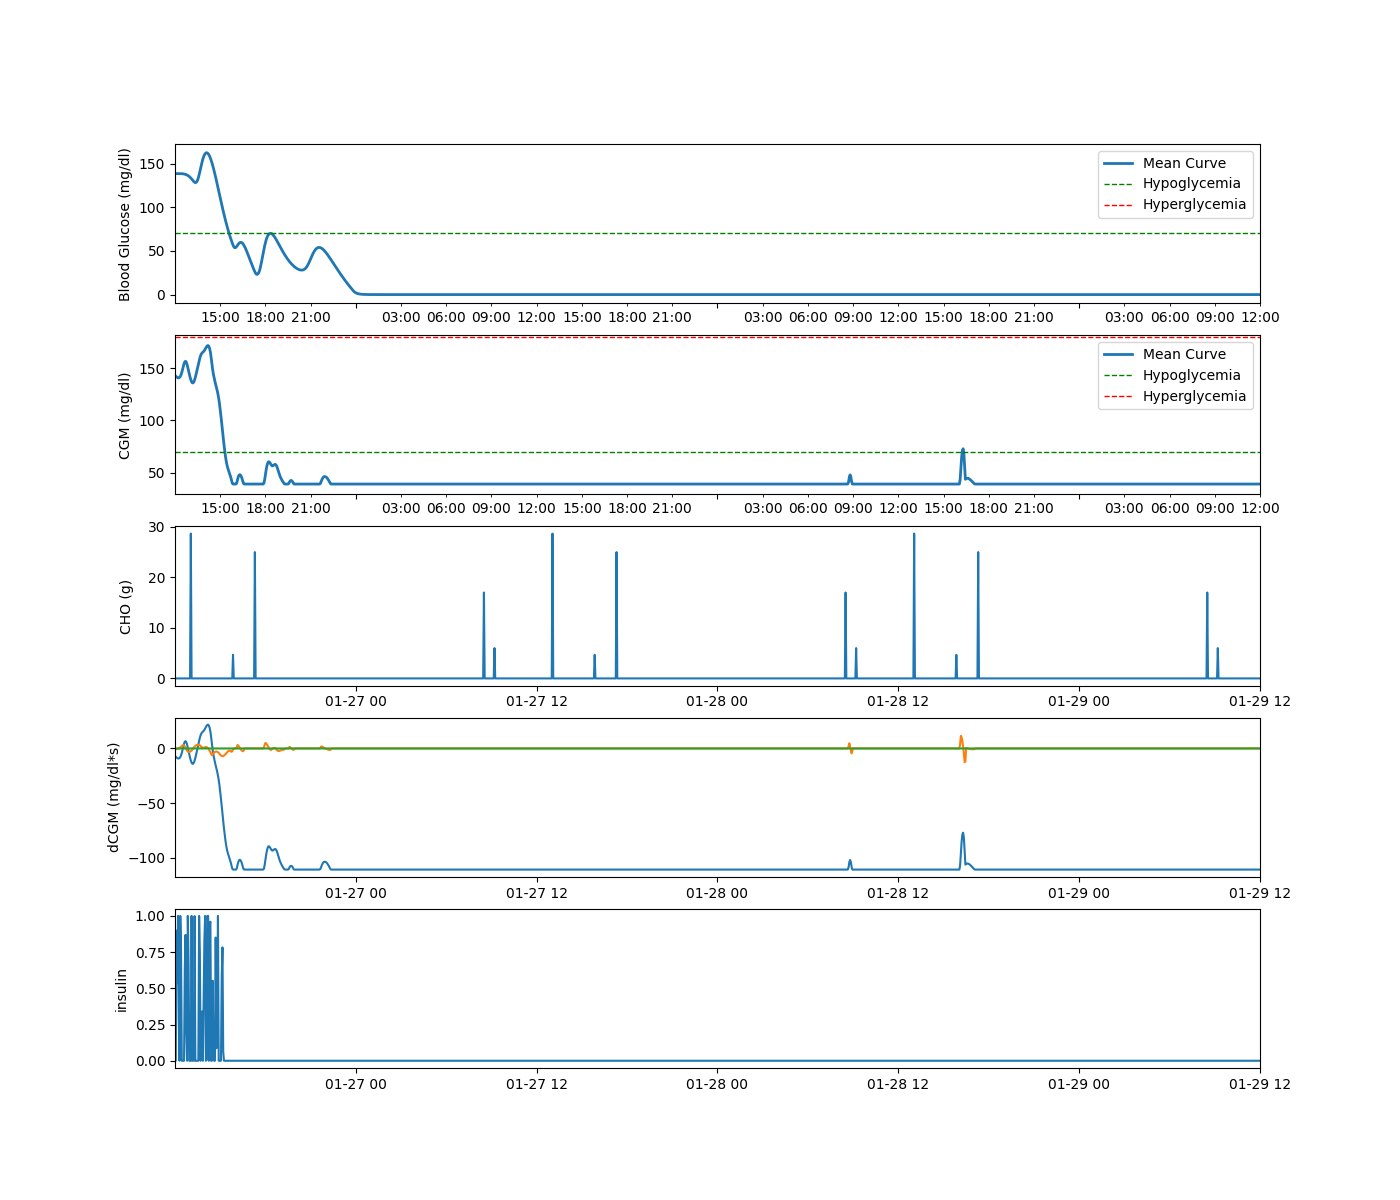 Blood Glucose (mg/dl)
150
100
50
0
Mean Curve
Hypoglycemia
Hyperglycemia
15:00 18:00 21:00 03:00 06:00 09:00 12:00 15:00 18:00 21:00 03:00 06:00 09:00 12:00 15:00 18:00 21:00 03:00 06:00 09:00 12:00
CGM (mg/dl)
150
100
50
Mean Curve
Hypoglycemia
Hyperglycemia
15:00 18:00 21:00 03:00 06:00 09:00 12:00 15:00 18:00 21:00 03:00 06:00 09:00 12:00 15:00 18:00 21:00 03:00 06:00 09:00 12:00
CHO (g)
30
20
10
0
01-27 00 01-27 12 01-28 00 01-28 12 01-29 00 01-29 12
dCGM (mg/dl*s)
0
−50
−100
01-27 00 01-27 12 01-28 00 01-28 12 01-29 00 01-29 12
insulin
1.00
0.75
0.50
0.25
0.00
01-27 00 01-27 12 01-28 00 01-28 12 01-29 00 01-29 12